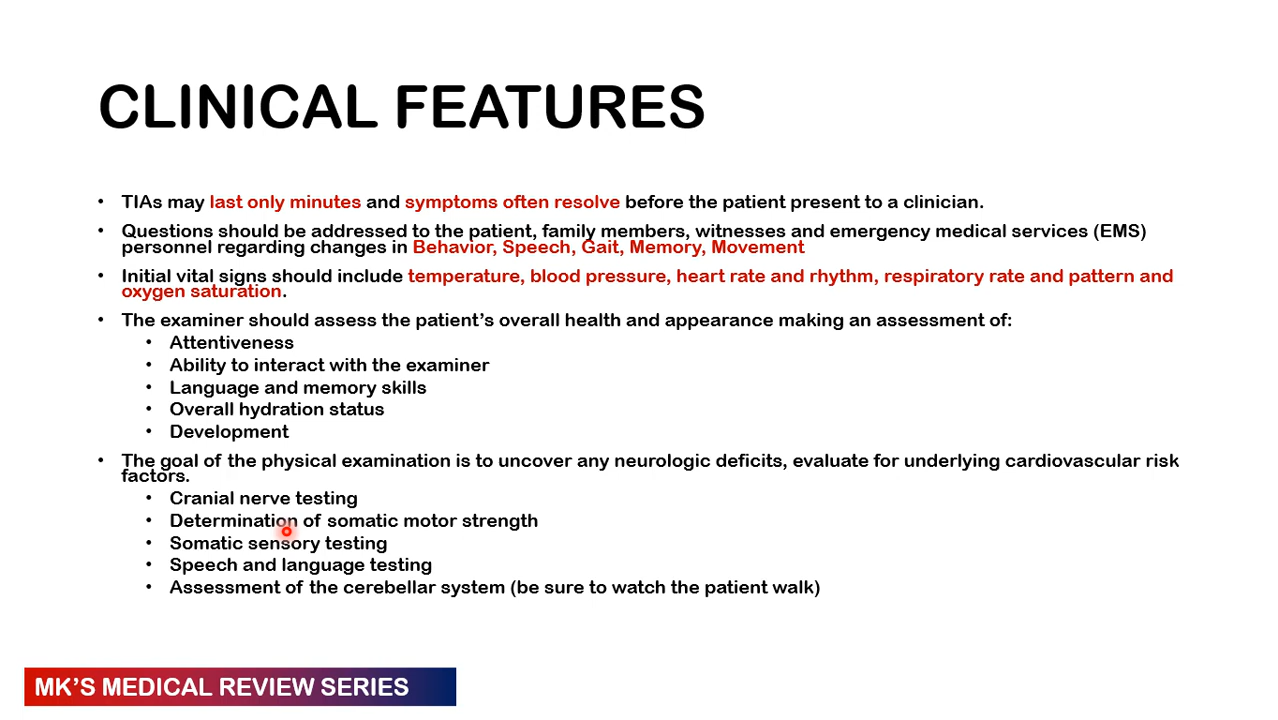 CLINICAL FEATURES
• TIAs may last only minutes and symptoms often resolve before the patient present to a clinician.
• Questions should be addressed to the patient, family members, witnesses and emergency medical services (EMS)
personnel regarding changes in Behavior, Speech, Gait, Memory, Movement
• Initial vital signs should include temperature, blood pressure, heart rate and rhythm, respiratory rate and pattern and
oxygen saturation.
• The examiner should assess the patient's overall health and appearance making an assessment of:
• Attentiveness
• Ability to interact with the examiner
• Language and memory skills
• Overall hydration status
• Development
• The goal of the physical examination is to uncover any neurologic deficits, evaluate for underlying cardiovascular risk
factors.
• Cranial nerve testing
• Determination of somatic motor strength
• Somatic sensory testing
• Speech and language testing
• Assessment of the cerebellar system (be sure to watch the patient walk)
MK'S MEDICAL REVIEW SERIES